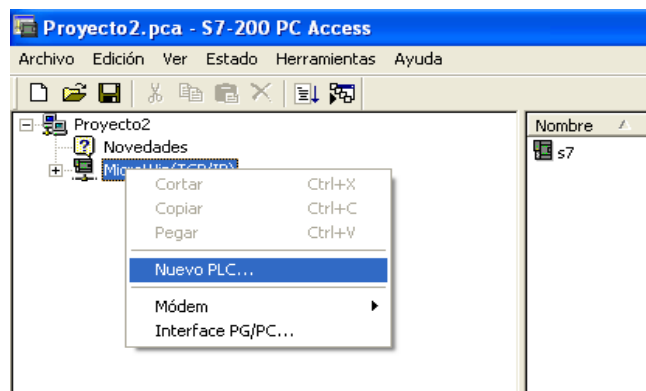 Proyecto2.pca - S7-200 PC Access
Archivo Edición Ver Estado Herramientas Ayuda
Proyecto2
Nombre
Novedades
s7
MicroWin(TCP/IP)
Cortar Ctrl+X
Copiar Ctrl+C
Pegar Ctrl+V
Nuevo PLC...
Módem
Interface PG/PC...